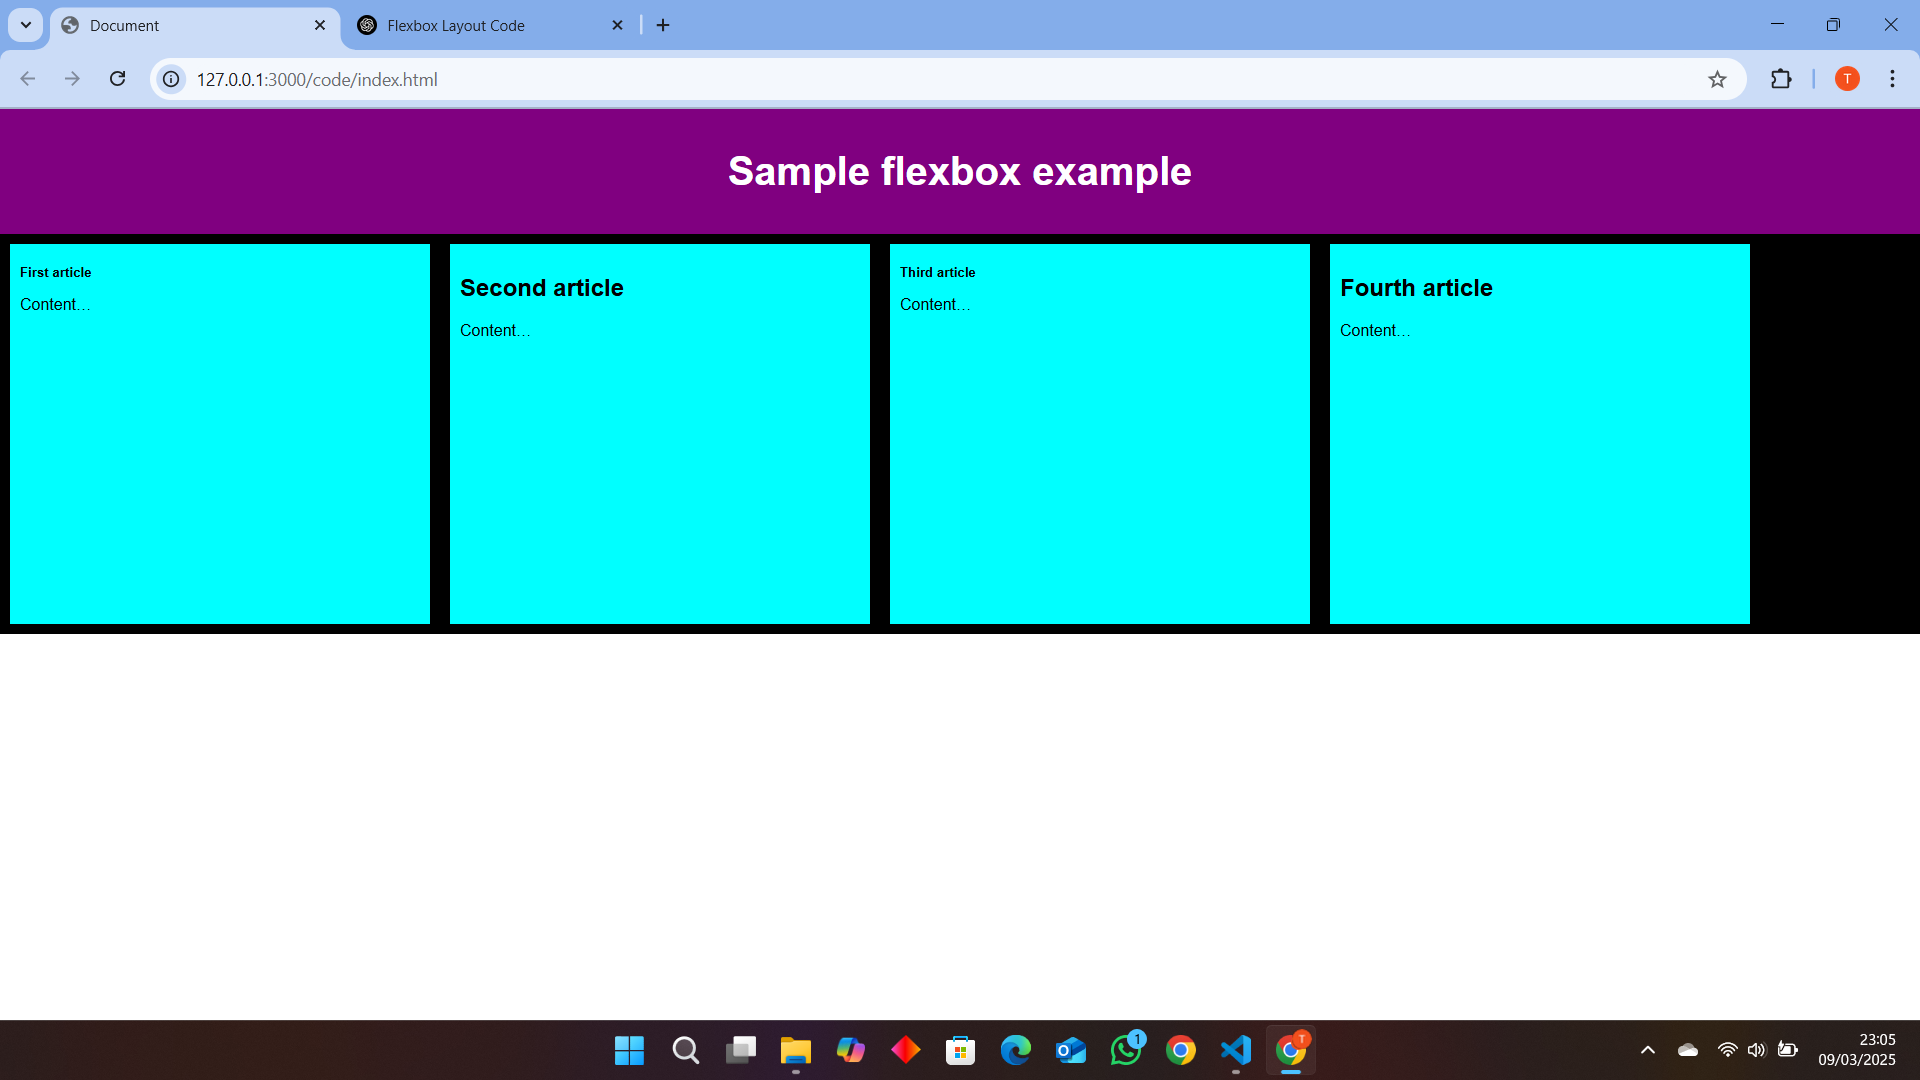 Document
Flexbox Layout Code
127.0.0.1:3000/code/index.html
T
Sample flexbox example
First article
Content...
Second article
Content...
Third article
Content...
Fourth article
Content...
1
T
23:05
09/03/2025